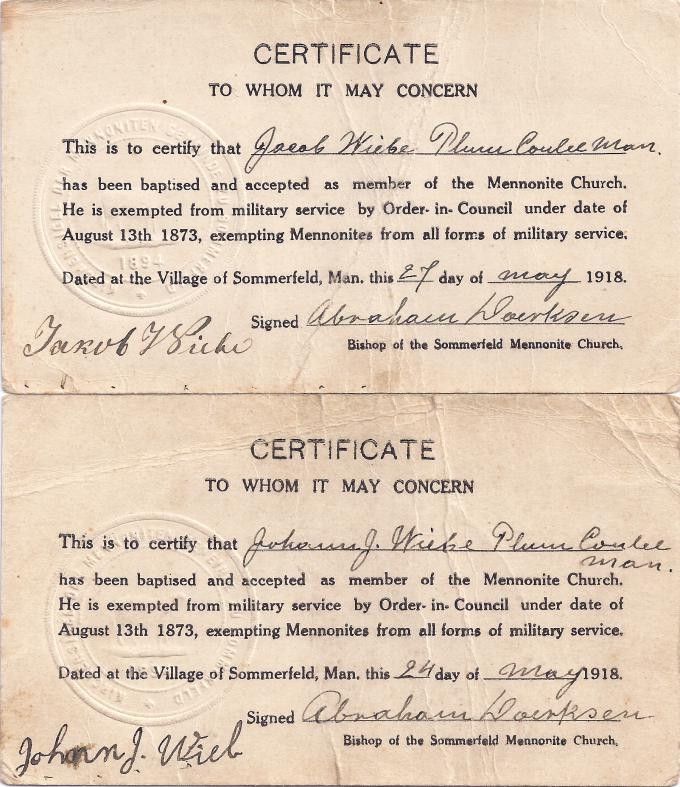 CERTIFICATE
TO WHOM IT MAY CONCERN
This is to certify that Jacob Wiebe Plum Coulee Man.
has been baptised and accepted as member of the Mennonite Church.
He is exempted from military service by Order-in-Council under date of
August 13th 1873, exempting Mennonites from all forms of military service.
1894
Dated at the Village of Sommerfeld, Man. this 27 day of may 1918.
Signed Abraham Doerksen
Jakob Wiebe
Bishop of the Sommerfeld Mennonite Church.
CERTIFICATE
TO WHOM IT MAY CONCERN
This is to certify that Johann J. Wiebe Plum Coulee
man.
has been baptised and accepted as member of the Mennonite Church.
He is exempted from military service by Order-in-Council under date of
August 13th 1873, exempting Mennonites from all forms of military service.
Dated at the Village of Sommerfeld, Man. this 24 day of may 1918.
Signed Abraham Doerksen
Johann J. Wieb
Bishop of the Sommerfeld Mennonite Church.